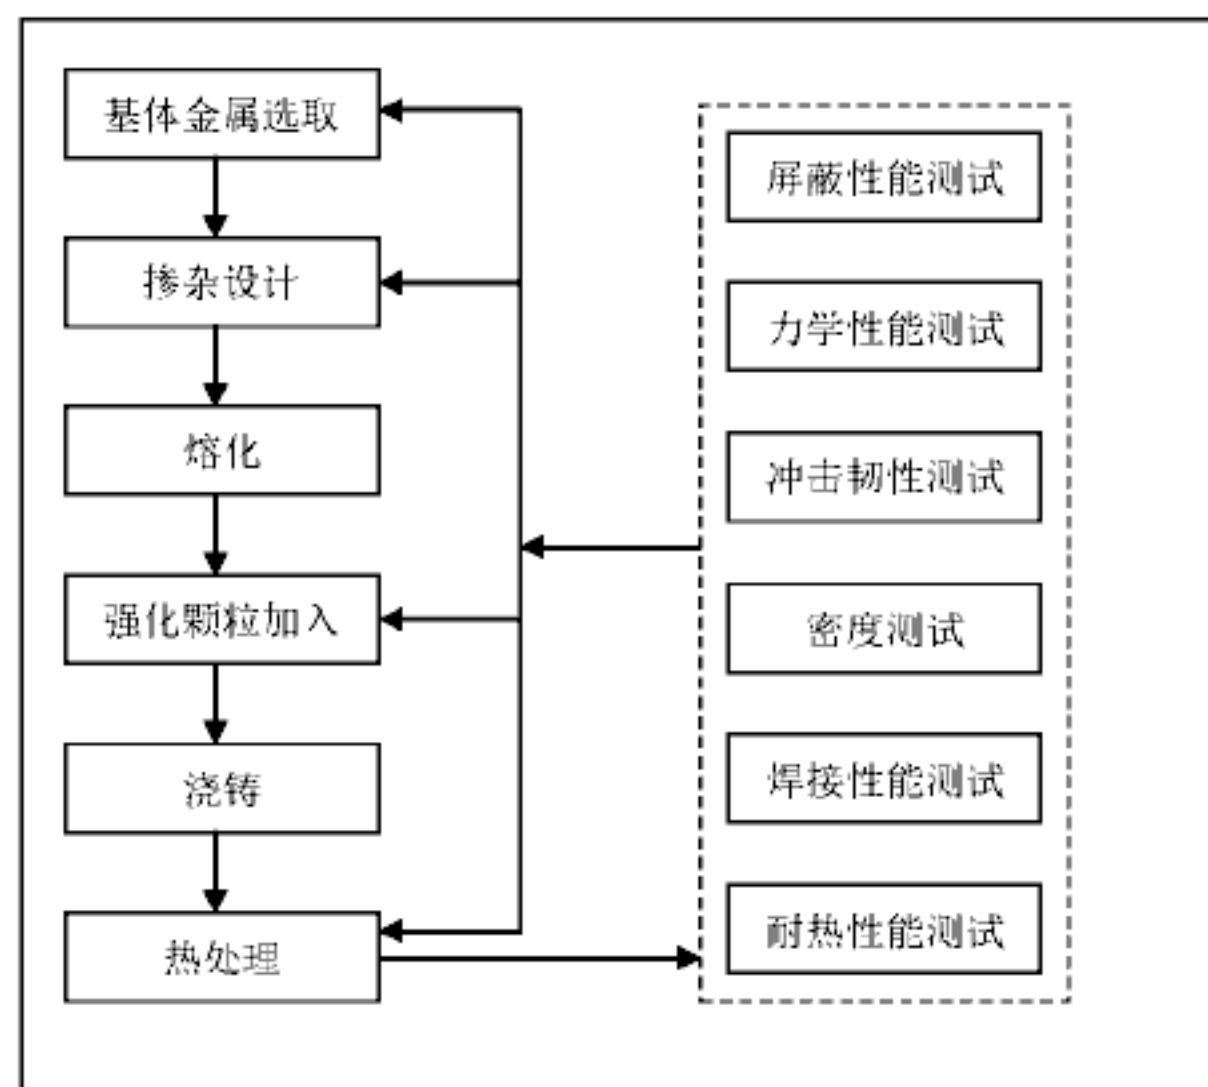 基体金属选取
掺杂设计
熔化
强化颗粒加入
浇铸
热处理
屏蔽性能测试
力学性能测试
冲击韧性测试
密度测试
焊接性能测试
耐热性能测试